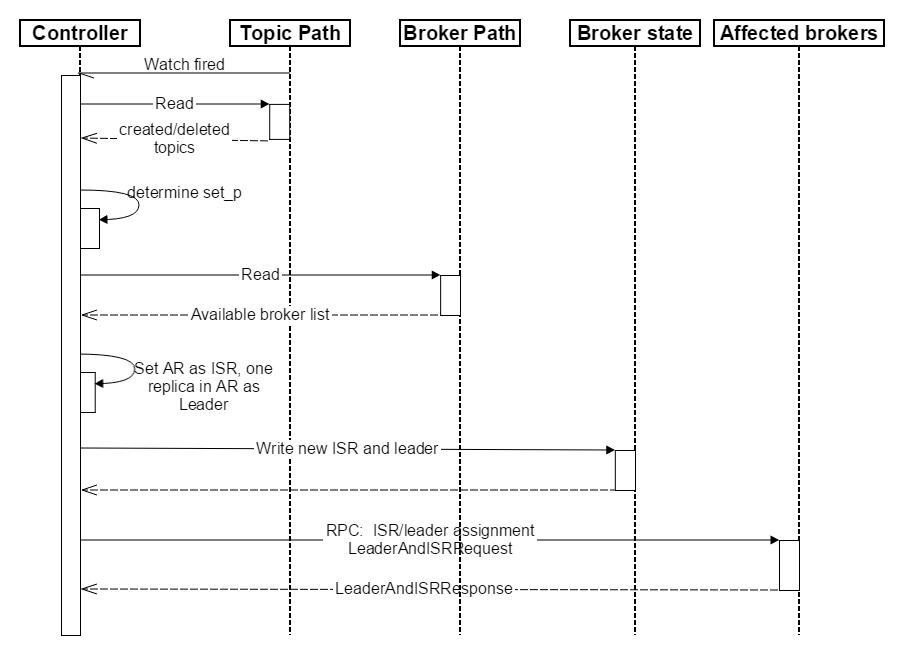 Controller
Topic Path
Broker Path
Broker state
Affected brokers
Watch fired
Read
created/deleted
topics
determine set_p
Read
Available broker list
Set AR as ISR, one
replica in AR as
Leader
Write new ISR and leader
RPC:  ISR/leader assignment
LeaderAndISRRequest
LeaderAndISRResponse